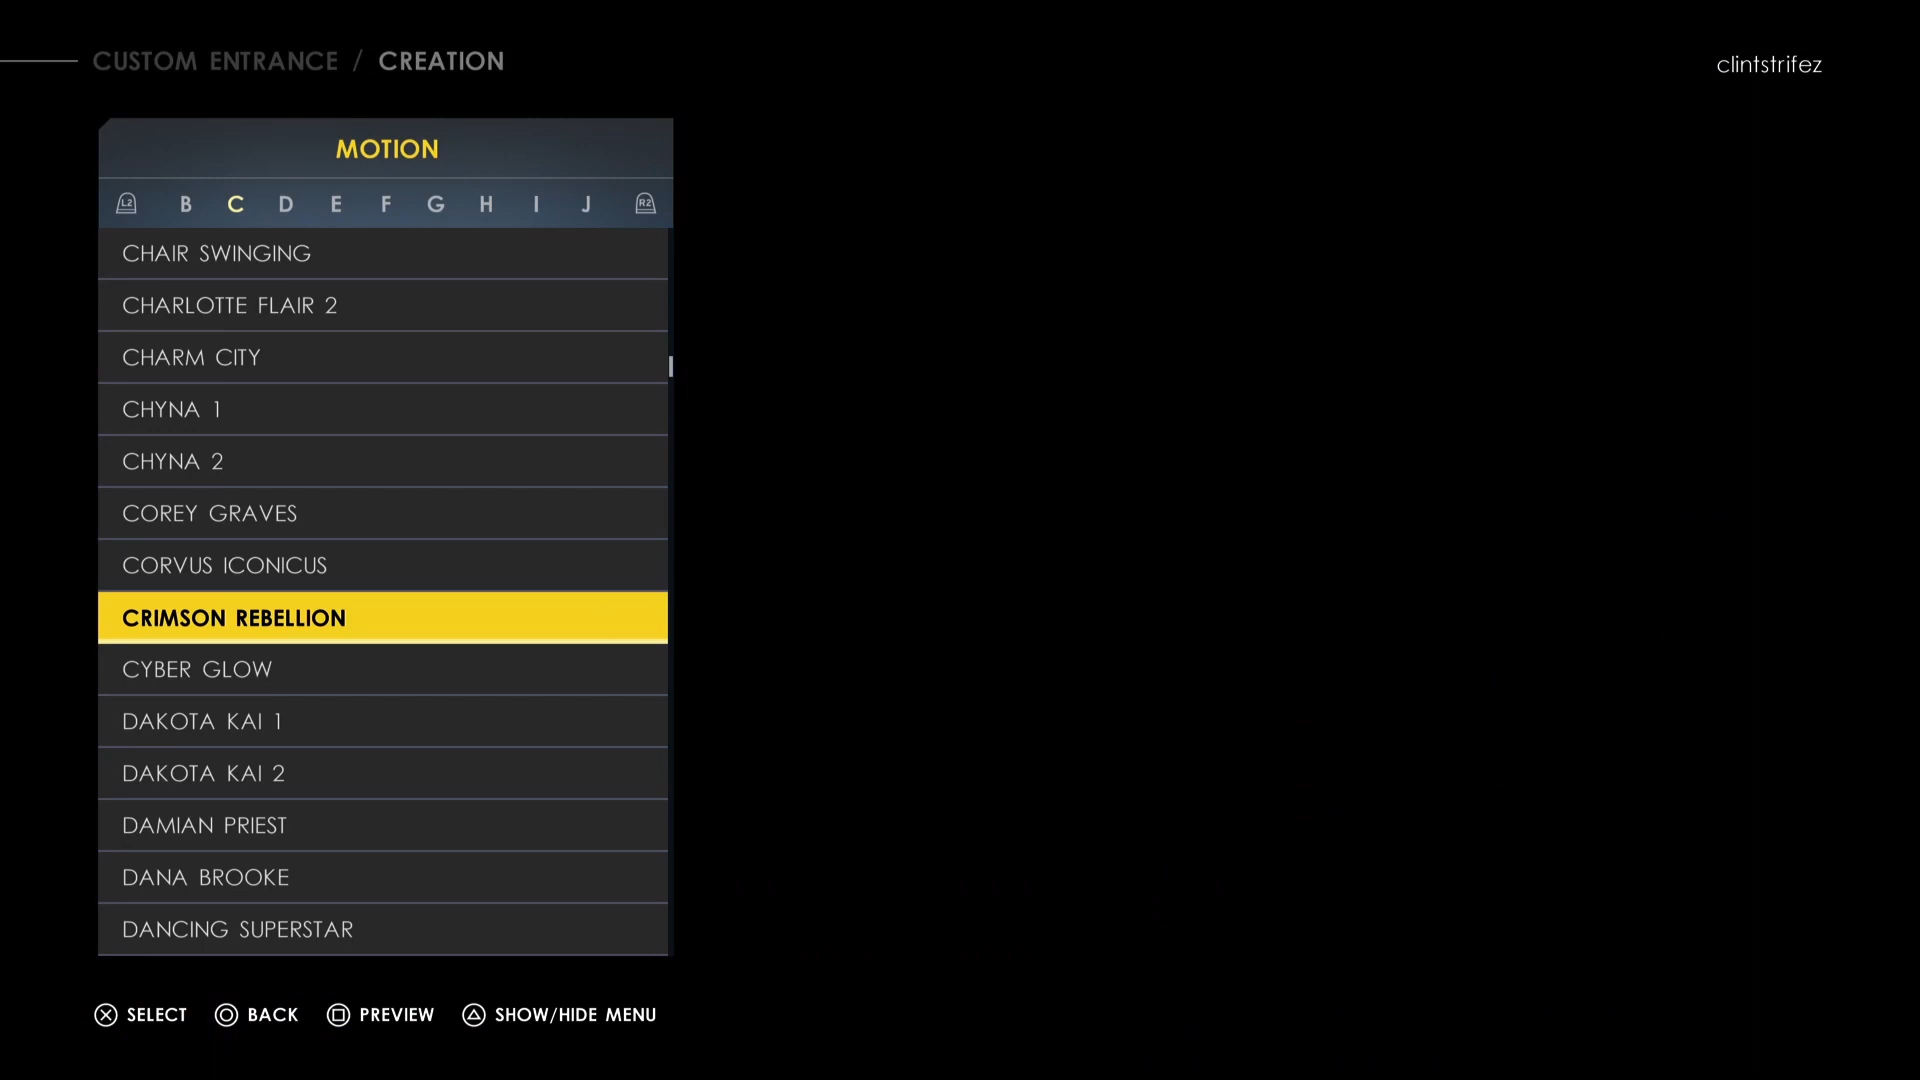 CUSTOM ENTRANCE / CREATION
clintstrifez
MOTION
L2 B C D E F G H I J R2
CHAIR SWINGING
CHARLOTTE FLAIR 2
CHARM CITY
CHYNA 1
CHYNA 2
COREY GRAVES
CORVUS ICONICUS
CRIMSON REBELLION
CYBER GLOW
DAKOTA KAI 1
DAKOTA KAI 2
DAMIAN PRIEST
DANA BROOKE
DANCING SUPERSTAR
SELECT BACK PREVIEW SHOW/HIDE MENU